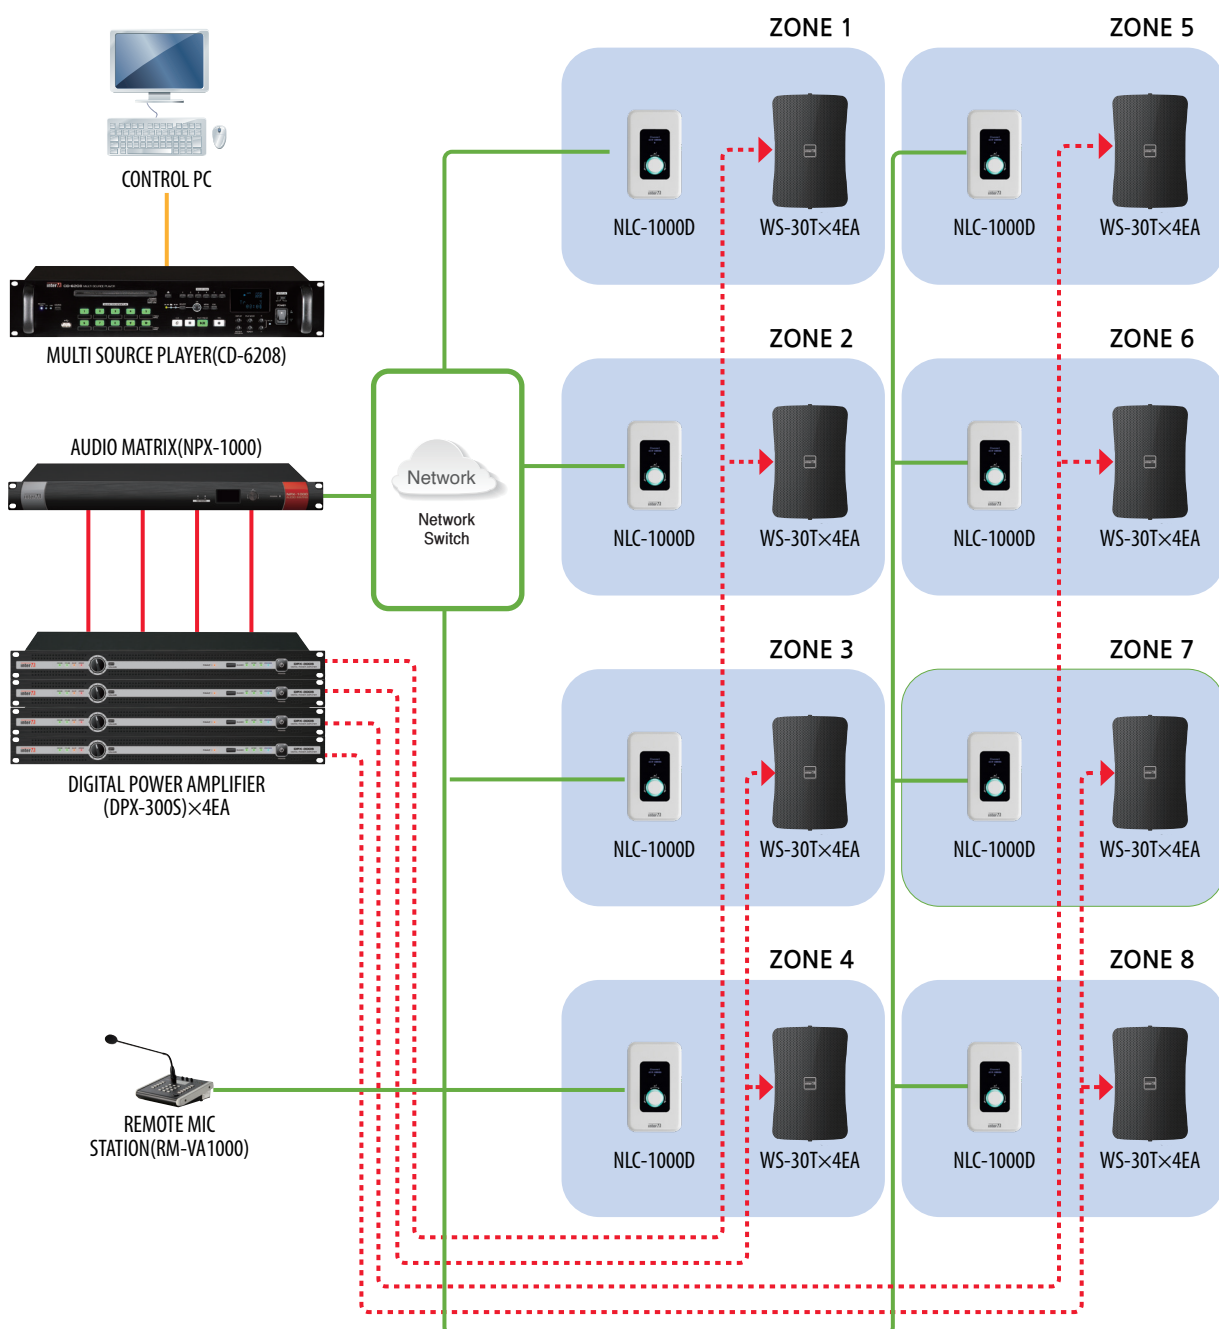 ZONE 1
ZONE 5
CONTROL PC
NLC-1000D
WS-30T×4EA
NLC-1000D
WS-30T×4EA
MULTI SOURCE PLAYER(CD-6208)
ZONE 2
ZONE 6
AUDIO MATRIX(NPX-1000)
Network
Network
Switch
NLC-1000D
WS-30T×4EA
NLC-1000D
WS-30T×4EA
ZONE 3
ZONE 7
DIGITAL POWER AMPLIFIER
(DPX-300S)×4EA
NLC-1000D
WS-30T×4EA
NLC-1000D
WS-30T×4EA
ZONE 4
ZONE 8
REMOTE MIC
STATION(RM-VA1000)
NLC-1000D
WS-30T×4EA
NLC-1000D
WS-30T×4EA